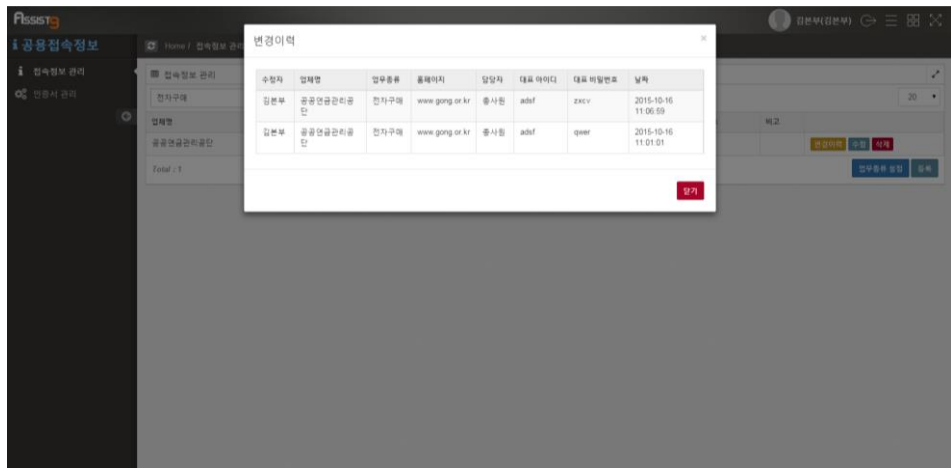 Assist9
김본부(김본부)
공용접속정보
Home / 접속정보 관리
접속정보 관리
인증서 관리
접속정보 관리
전자구매
20
업체명
비고
공공연금관리공단
변경이력 수정 삭제
Total : 1
업무종류 설정 등록
변경이력
×
수정자 업체명 업무종류 홈페이지 담당자 대표 아이디 대표 비밀번호 날짜
김본부 공공연금관리공단 전자구매 www.gong.or.kr 홍사원 adsf zxcv 2015-10-16 11:06:59
김본부 공공연금관리공단 전자구매 www.gong.or.kr 홍사원 adsf qwer 2015-10-16 11:01:01
닫기